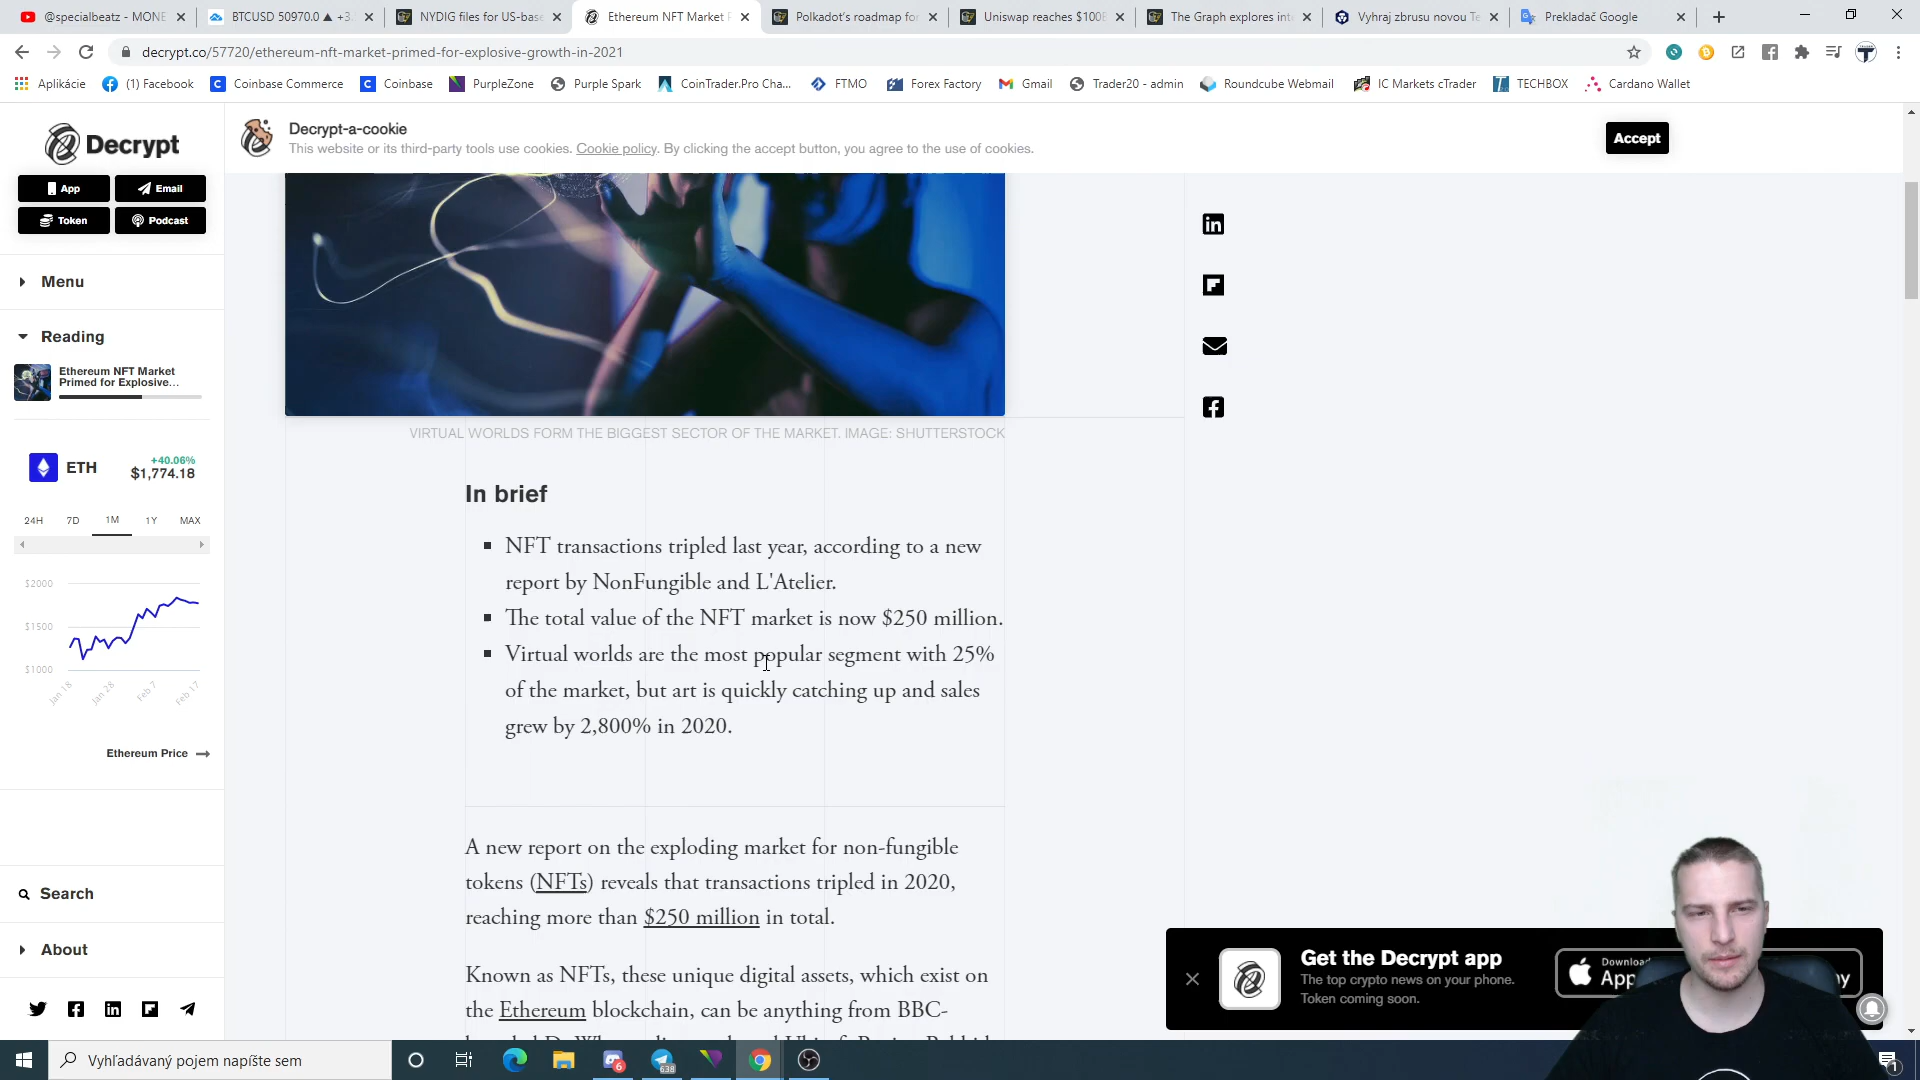 @specialbeatz - MONE
BTCUSD 50970.0 ▲ +3.
NYDIG files for US-base
Ethereum NFT Market P
Polkadot's roadmap for
Uniswap reaches $100B
The Graph explores inte
Vyhraj zbrusu novou Te
Prekladač Google
decrypt.co/57720/ethereum-nft-market-primed-for-explosive-growth-in-2021
Aplikácie
(1) Facebook
Coinbase Commerce
Coinbase
PurpleZone
Purple Spark
CoinTrader.Pro Cha...
FTMO
Forex Factory
Gmail
Trader20 - admin
Roundcube Webmail
IC Markets cTrader
TECHBOX
Cardano Wallet
Decrypt
App
Email
Token
Podcast
Menu
Reading
Ethereum NFT Market
Primed for Explosive...
ETH
+40.06%
$1,774.18
24H 7D 1M 1Y MAX
$2000
$1500
$1000
Jan 18
Jan 28
Feb 7
Feb 17
Ethereum Price
Search
About
Decrypt-a-cookie
This website or its third-party tools use cookies. Cookie policy. By clicking the accept button, you agree to the use of cookies.
Accept
VIRTUAL WORLDS FORM THE BIGGEST SECTOR OF THE MARKET. IMAGE: SHUTTERSTOCK
In brief
NFT transactions tripled last year, according to a new
report by NonFungible and L'Atelier.
The total value of the NFT market is now $250 million.
Virtual worlds are the most popular segment with 25%
of the market, but art is quickly catching up and sales
grew by 2,800% in 2020.
A new report on the exploding market for non-fungible
tokens (NFTs) reveals that transactions tripled in 2020,
reaching more than $250 million in total.
Known as NFTs, these unique digital assets, which exist on
the Ethereum blockchain, can be anything from BBC-
Get the Decrypt app
The top crypto news on your phone.
Token coming soon.
Download
App
Vyhľadávaný pojem napíšte sem
6
638
1